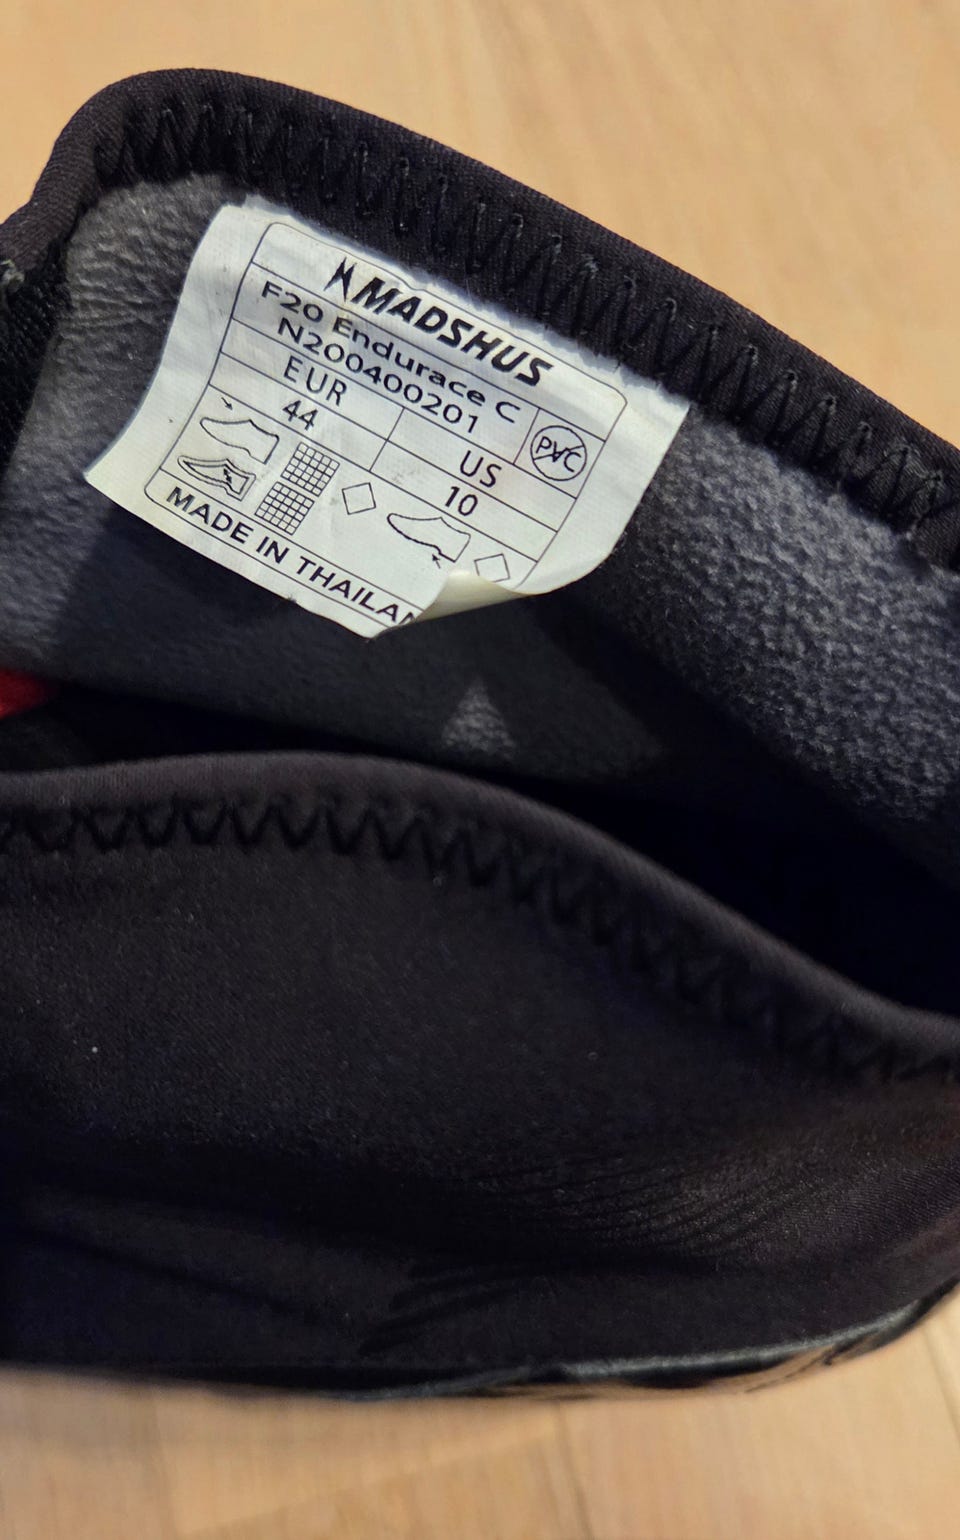 MADSHUS
F20 Endurace C
N200400201
PVC
EUR
US
44
10
MADE IN THAILAN